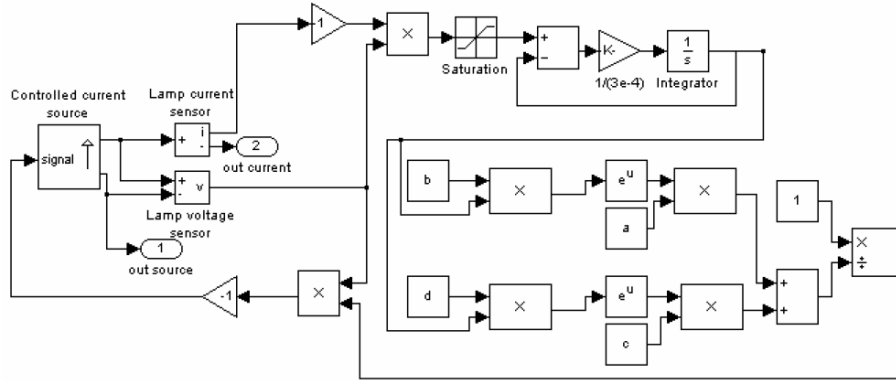 -1
×
Saturation
+
−
K-
1/(3e-4)
1
s
Integrator
Controlled current
source
signal
Lamp current
sensor
+
i
-
2
out current
+
-
v
Lamp voltage
sensor
1
out source
-1
×
b
×
e^u
a
×
d
×
e^u
c
×
1
+
+
×
÷